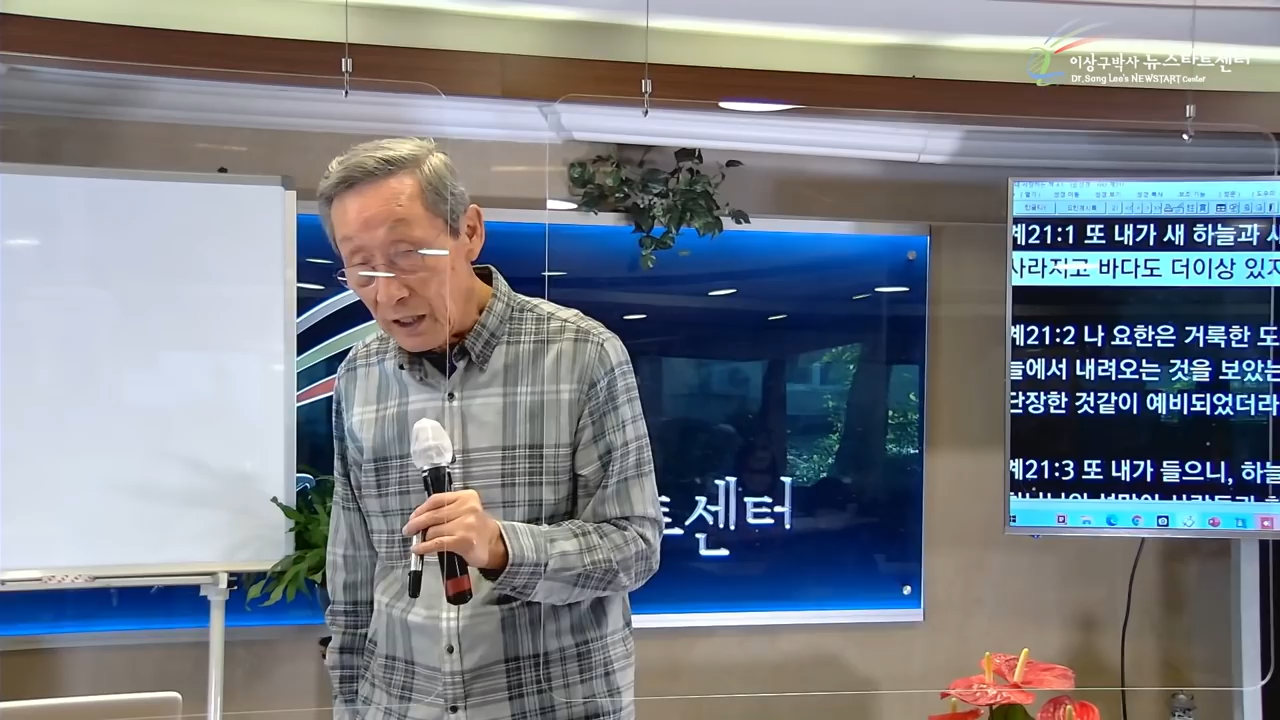 이상구박사 뉴스타트센터
Dr. Sang Lee's NEWSTART Center
계21:1 또 내가 새 하늘과
사라지고 바다도 더이상 있지
계21:2 나 요한은 거룩한 도
늘에서 내려오는 것을 보았는
단장한 것같이 예비되었더라
계21:3 또 내가 들으니, 하늘
트센터